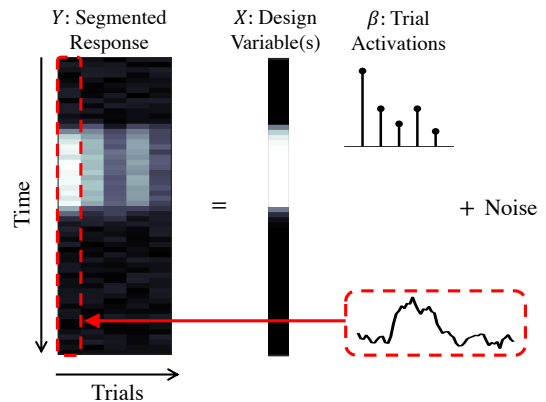 Y: Segmented
Response
X: Design
Variable(s)
β: Trial
Activations
Time
=
+ Noise
Trials